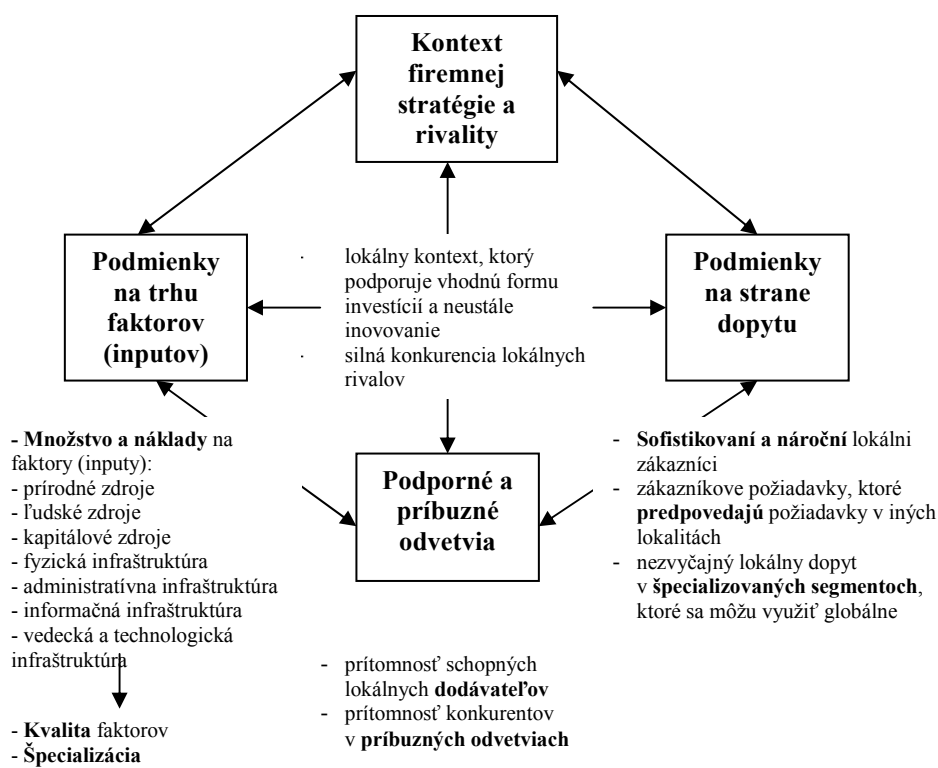 Kontext
firemnej
stratégie a
rivality
Podmienky
na trhu
faktorov
(inputov)
· lokálny kontext, ktorý
podporuje vhodnú formu
investícií a neustále
inovovanie
· silná konkurencia lokálnych
rivalov
Podmienky
na strane
dopytu
- Množstvo a náklady na
faktory (inputy):
- prírodné zdroje
- ľudské zdroje
- kapitálové zdroje
- fyzická infraštruktúra
- administratívna infraštruktúra
- informačná infraštruktúra
- vedecká a technologická
infraštruktúra
- Kvalita faktorov
- Špecializácia
Podporné a
príbuzné
odvetvia
- prítomnosť schopných
lokálnych dodávateľov
- prítomnosť konkurentov
v príbuzných odvetviach
- Sofistikovaní a nároční lokálni
zákazníci
- zákazníkove požiadavky, ktoré
predpovedajú požiadavky v iných
lokalitách
- nezvyčajný lokálny dopyt
v špecializovaných segmentoch,
ktoré sa môžu využiť globálne